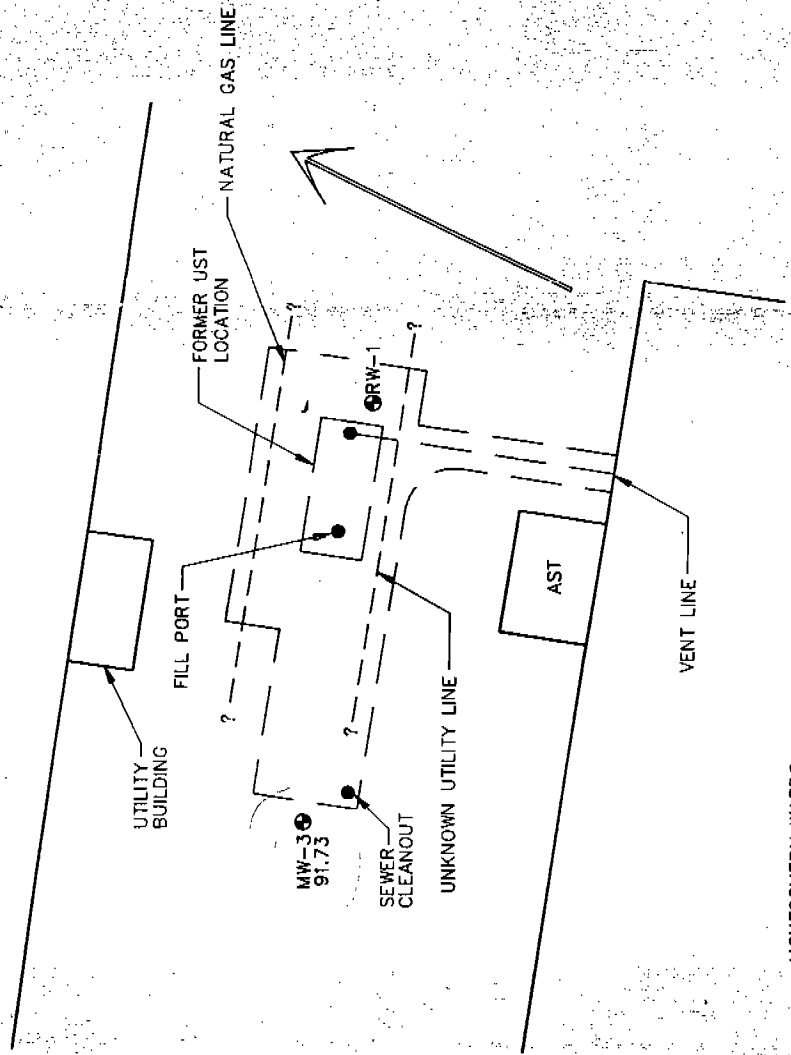 NATURAL GAS LINE
FORMER UST
LOCATION
?
?
RW-1
FILL PORT
UTILITY
BUILDING
?
?
AST
VENT LINE
UNKNOWN UTILITY LINE
SEWER
CLEANOUT
MW-3
91.73